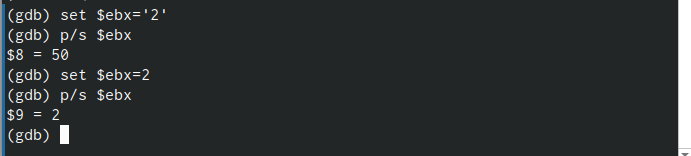 (gdb) set $ebx='2'
(gdb) p/s $ebx
$8 = 50
(gdb) set $ebx=2
(gdb) p/s $ebx
$9 = 2
(gdb)